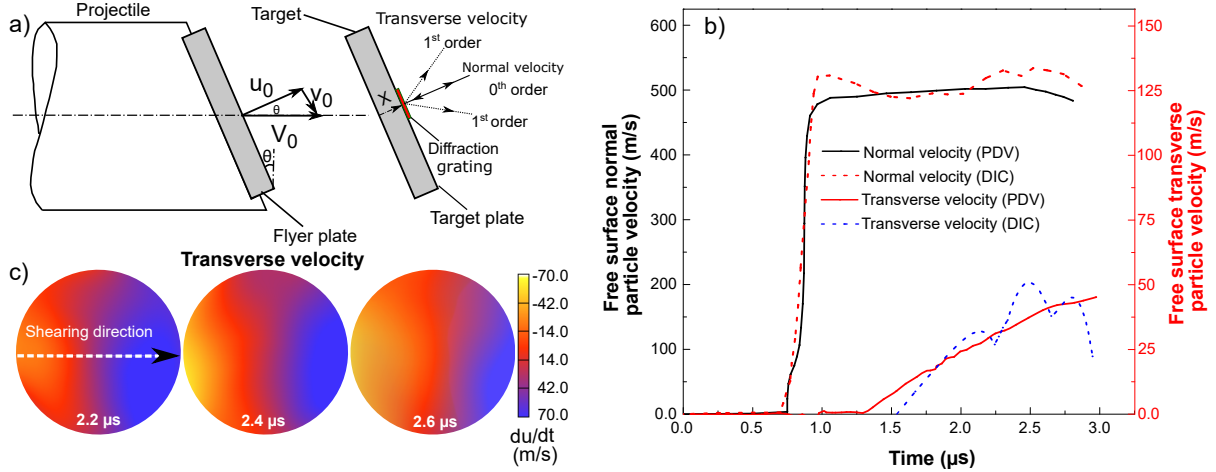 a)
Projectile
Target
Transverse velocity
1st order
u0
v0
θ
V0
θ
X
Normal velocity
0th order
1st order
Diffraction grating
Target plate
Flyer plate
b)
Free surface normal
particle velocity (m/s)
600
500
400
300
200
100
0.0
Normal velocity (PDV)
Normal velocity (DIC)
Transverse velocity (PDV)
Transverse velocity (DIC)
150
125
100
75
50
25
0.0
Free surface transverse
particle velocity (m/s)
0.0 0.5 1.0 1.5 2.0 2.5 3.0
Time (µs)
c)
Transverse velocity
Shearing direction
2.2 µs
2.4 µs
2.6 µs
-70.0
-42.0
-14.0
14.0
42.0
70.0
du/dt
(m/s)